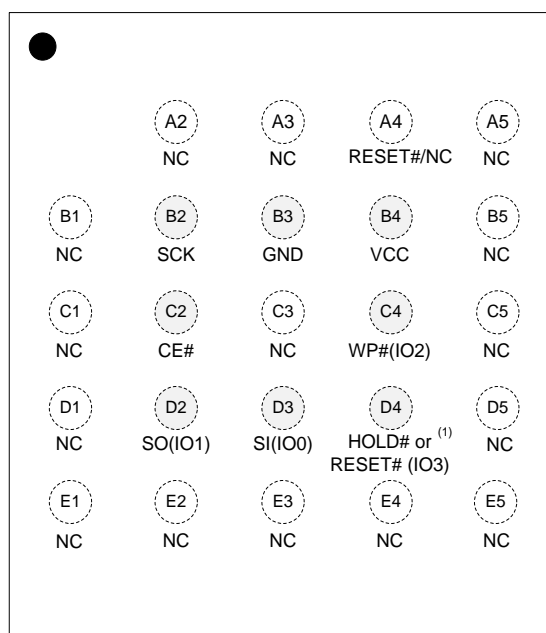 A2 A3 A4 A5
NC NC RESET#/NC NC
B1 B2 B3 B4 B5
NC SCK GND VCC NC
C1 C2 C3 C4 C5
NC CE# NC WP#(IO2) NC
D1 D2 D3 D4 D5
NC SO(IO1) SI(IO0) HOLD# or (1) NC
RESET# (IO3)
E1 E2 E3 E4 E5
NC NC NC NC NC